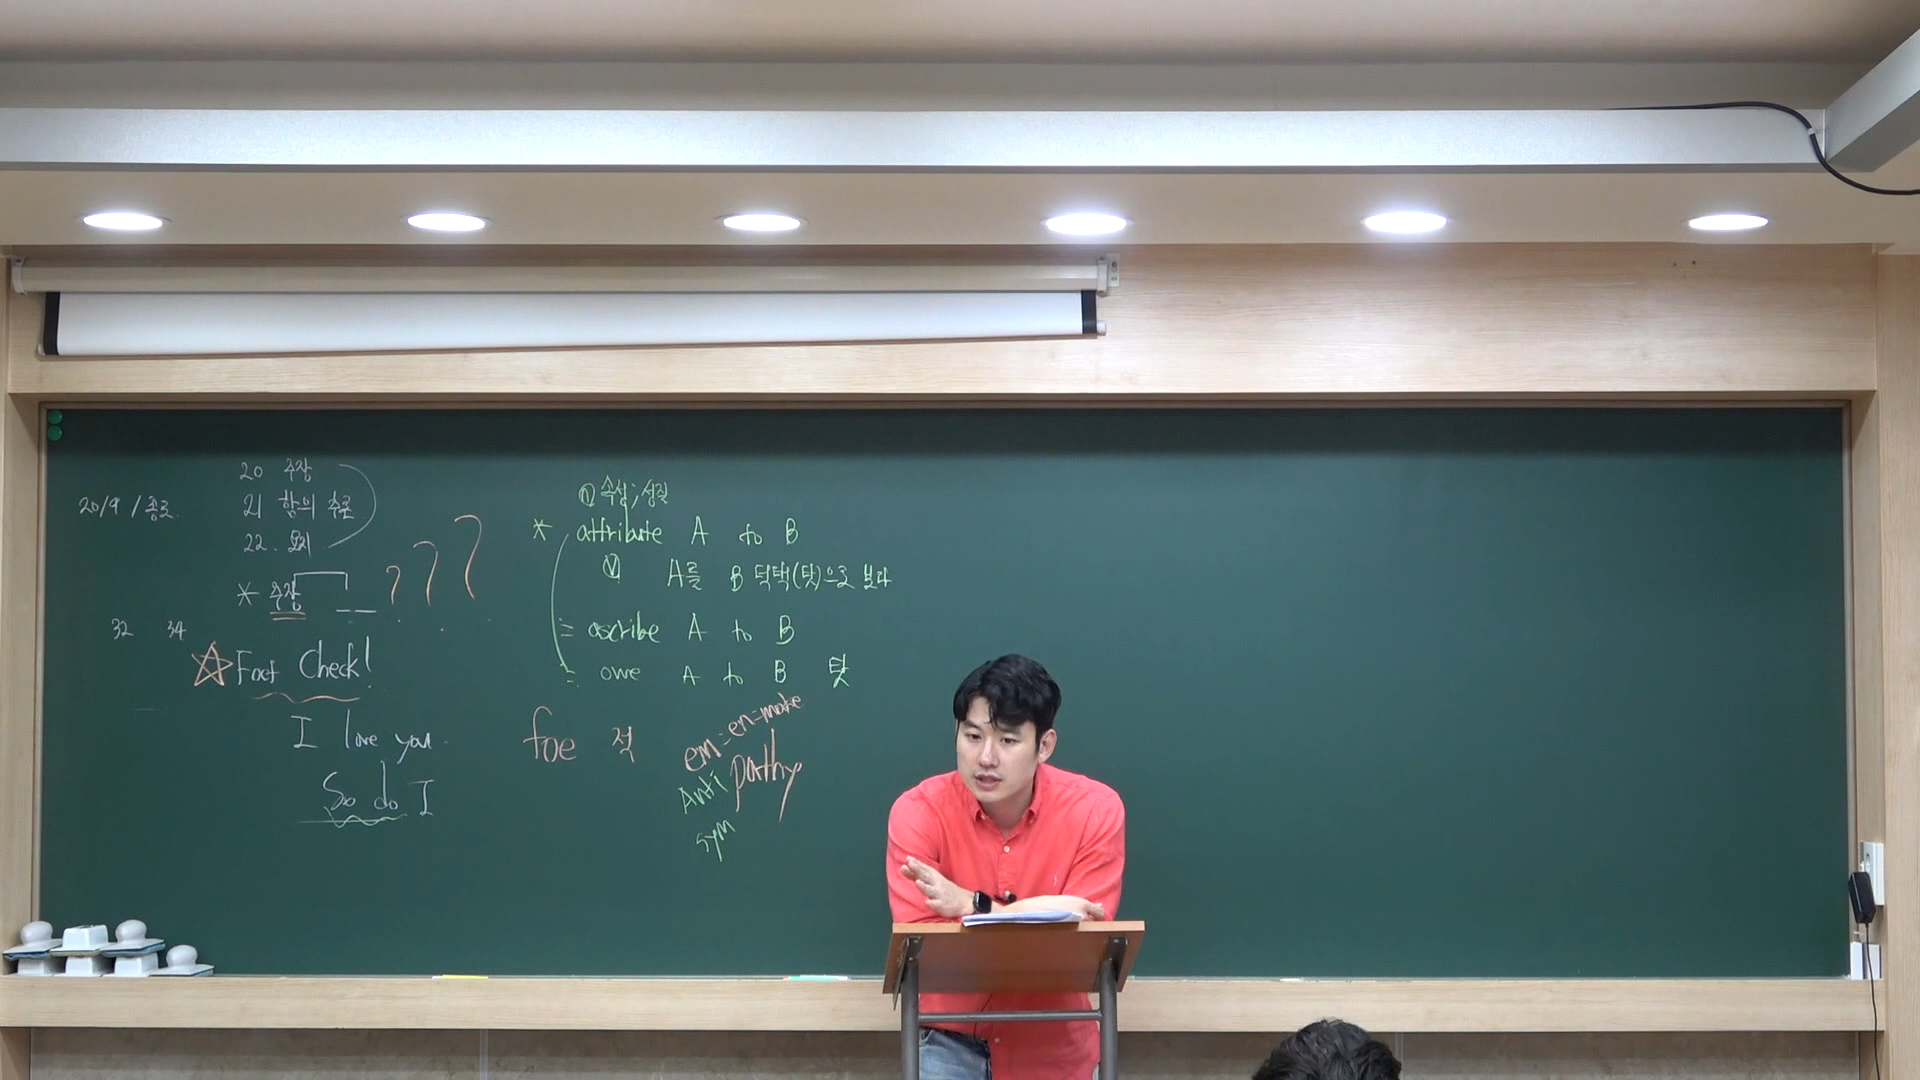 20 주장
20/9 / 종로
21 함의 추론
22. 요지
* 주장 ???
32 34
☆ Fact Check!
I love you.
So do I
ⓝ 속성; 성질
* attribute A to B
ⓥ A를 B 덕택(탓)으로 보다
= ascribe A to B
= owe A to B 탓
foe 적
em = en = make
Anti pathy
sym